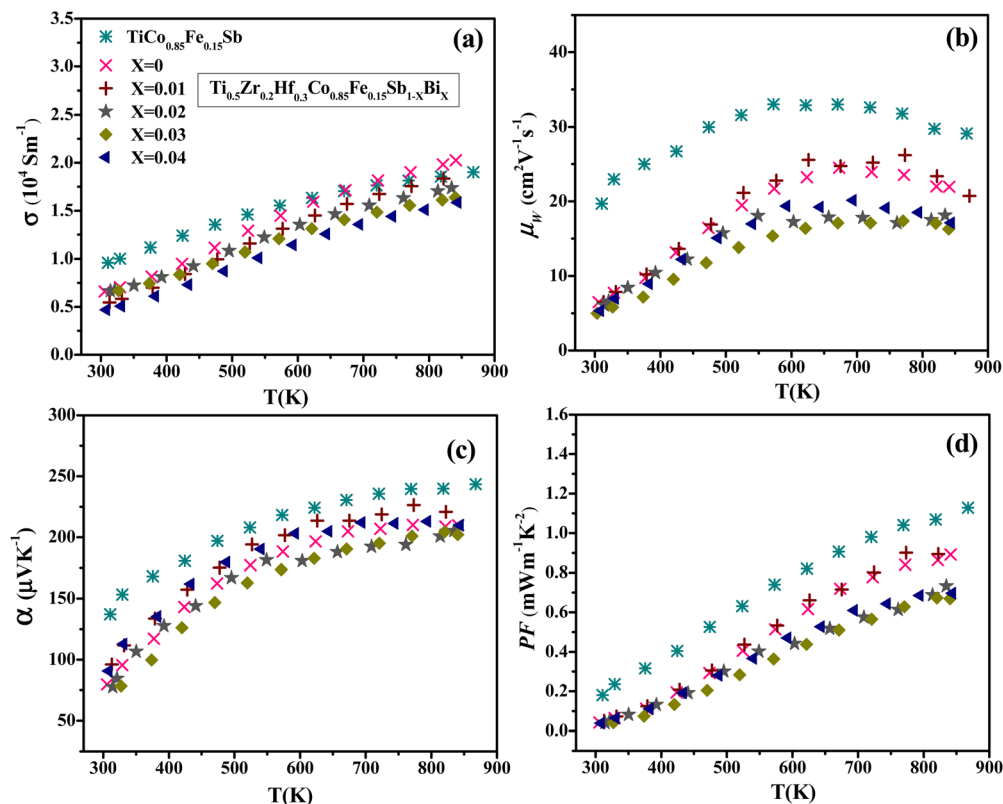 (a)
3.5
3.0
2.5
2.0
1.5
1.0
0.5
0.0
σ (10⁴ Sm⁻¹)
TiCo₀.₈₅Fe₀.₁₅Sb
X=0
X=0.01
X=0.02
X=0.03
X=0.04
Ti₀.₅Zr₀.₂Hf₀.₃Co₀.₈₅Fe₀.₁₅Sb₁₋XBiX
300 400 500 600 700 800 900
T(K)
(b)
40
30
20
10
0
μW (cm²V⁻¹s⁻¹)
300 400 500 600 700 800 900
T(K)
(c)
300
250
200
150
100
50
α (μVK⁻¹)
300 400 500 600 700 800 900
T(K)
(d)
1.6
1.4
1.2
1.0
0.8
0.6
0.4
0.2
0.0
PF (mWm⁻¹K⁻²)
300 400 500 600 700 800 900
T(K)